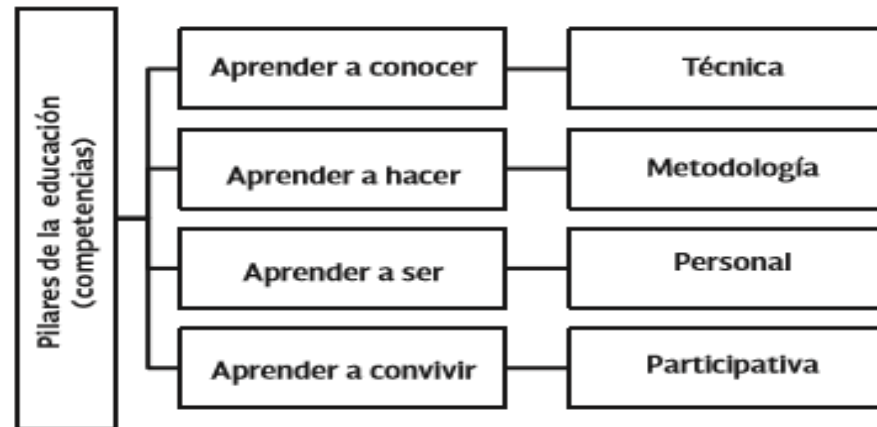 Pilares de la educación
(competencias)
Aprender a conocer
Técnica
Aprender a hacer
Metodología
Aprender a ser
Personal
Aprender a convivir
Participativa